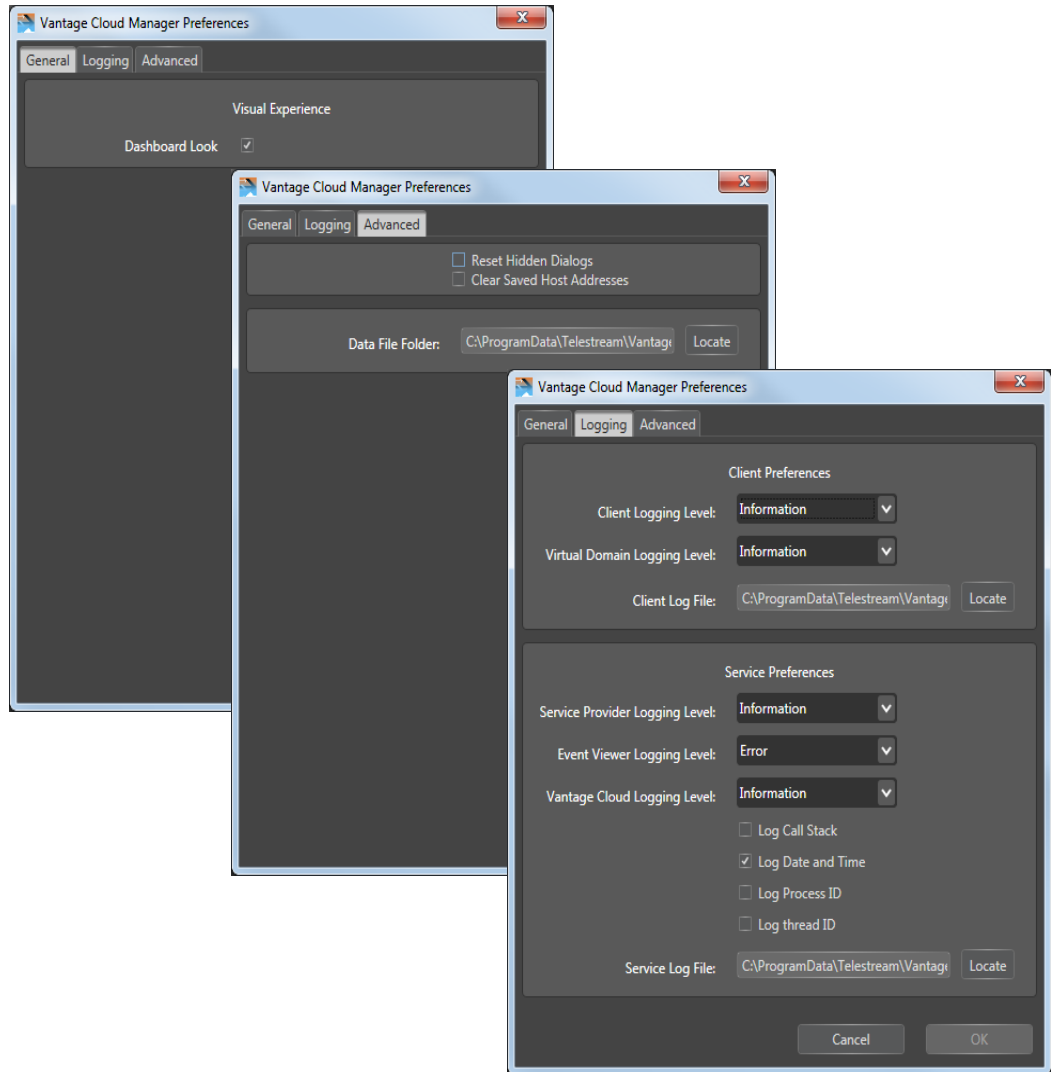 Vantage Cloud Manager Preferences
x
General Logging Advanced
Visual Experience
Dashboard Look
Vantage Cloud Manager Preferences
x
General Logging Advanced
Reset Hidden Dialogs
Clear Saved Host Addresses
Data File Folder: C:\ProgramData\Telestream\Vantage Locate
Vantage Cloud Manager Preferences
x
General Logging Advanced
Client Preferences
Client Logging Level: Information
Virtual Domain Logging Level: Information
Client Log File: C:\ProgramData\Telestream\Vantage Locate
Service Preferences
Service Provider Logging Level: Information
Event Viewer Logging Level: Error
Vantage Cloud Logging Level: Information
Log Call Stack
Log Date and Time
Log Process ID
Log thread ID
Service Log File: C:\ProgramData\Telestream\Vantage Locate
Cancel OK